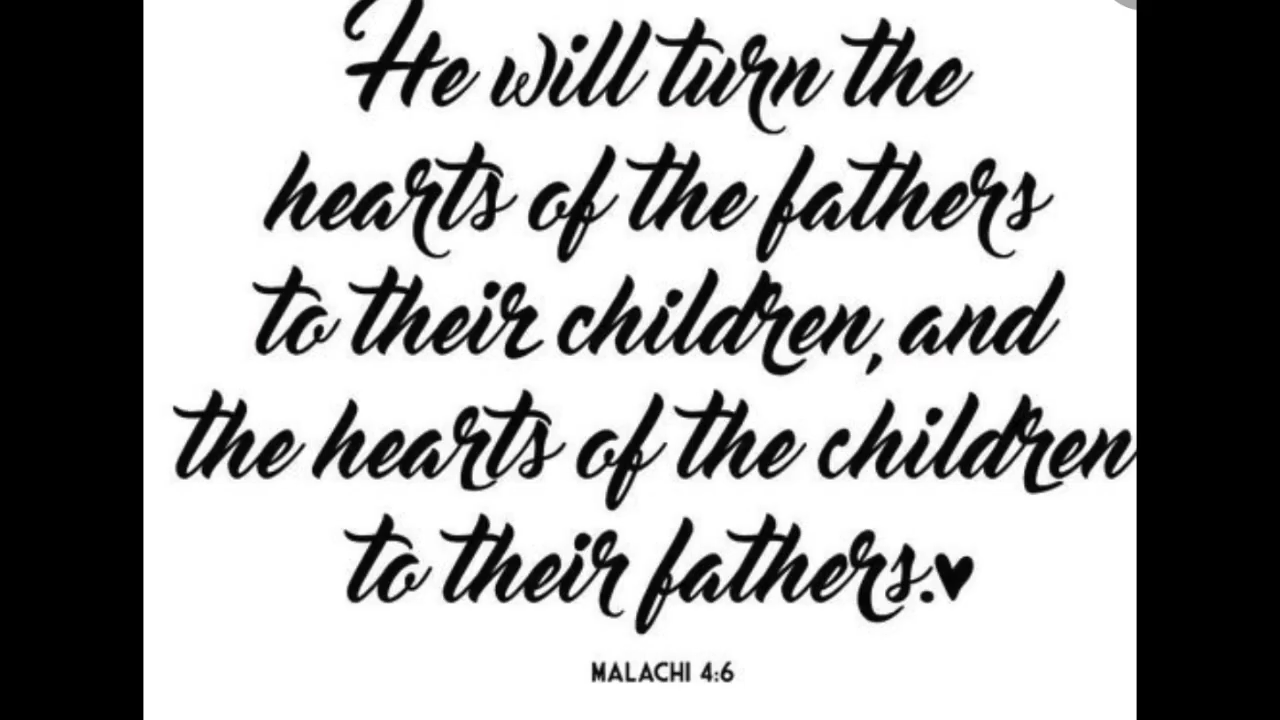 He will turn the
hearts of the fathers
to their children, and
the hearts of the children
to their fathers.♥
MALACHI 4:6